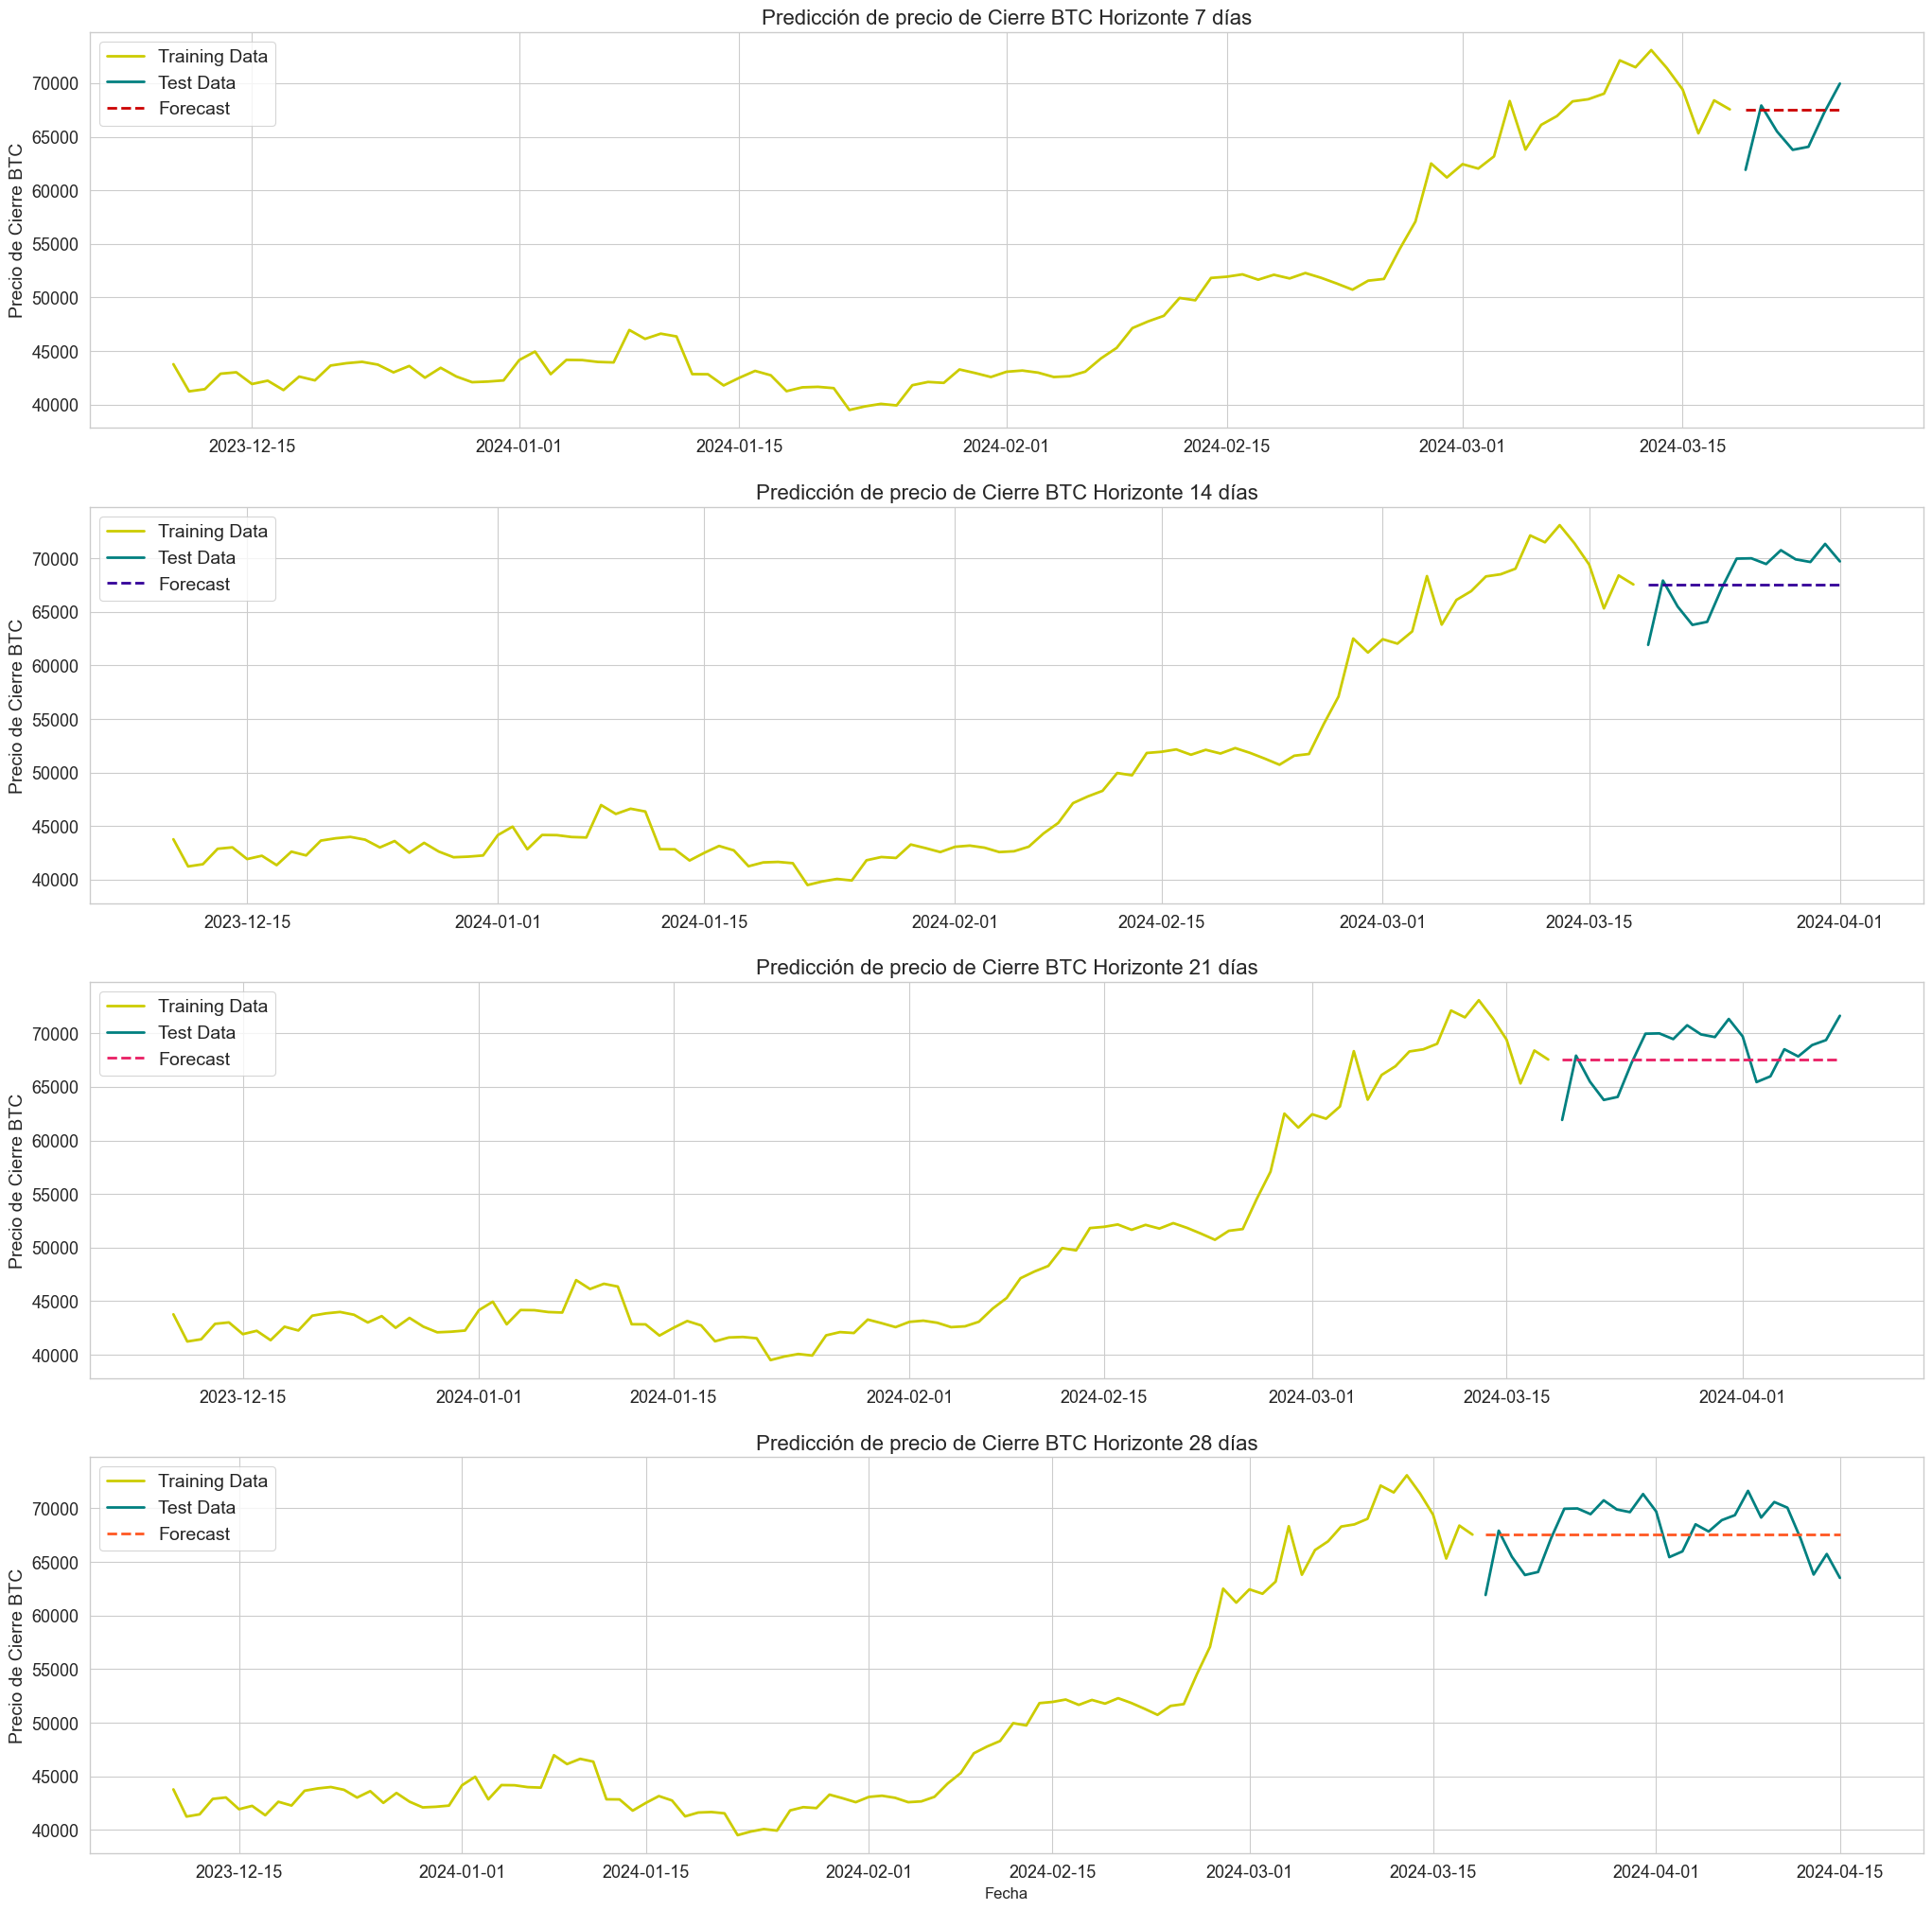 Predicción de precio de Cierre BTC Horizonte 7 días
Training Data
Test Data
Forecast
Precio de Cierre BTC
70000
65000
60000
55000
50000
45000
40000
2023-12-15 2024-01-01 2024-01-15 2024-02-01 2024-02-15 2024-03-01 2024-03-15
Predicción de precio de Cierre BTC Horizonte 14 días
Training Data
Test Data
Forecast
Precio de Cierre BTC
70000
65000
60000
55000
50000
45000
40000
2023-12-15 2024-01-01 2024-01-15 2024-02-01 2024-02-15 2024-03-01 2024-03-15 2024-04-01
Predicción de precio de Cierre BTC Horizonte 21 días
Training Data
Test Data
Forecast
Precio de Cierre BTC
70000
65000
60000
55000
50000
45000
40000
2023-12-15 2024-01-01 2024-01-15 2024-02-01 2024-02-15 2024-03-01 2024-03-15 2024-04-01
Predicción de precio de Cierre BTC Horizonte 28 días
Training Data
Test Data
Forecast
Precio de Cierre BTC
70000
65000
60000
55000
50000
45000
40000
2023-12-15 2024-01-01 2024-01-15 2024-02-01 2024-02-15 2024-03-01 2024-03-15 2024-04-01 2024-04-15
Fecha